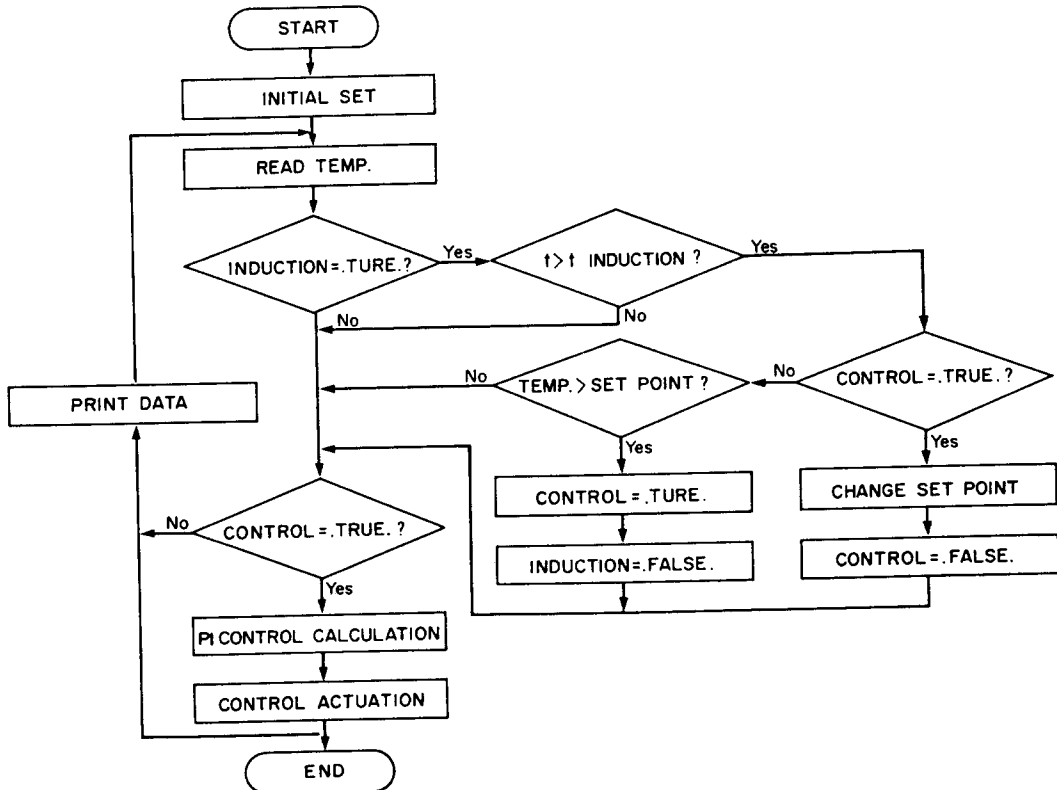 START
INITIAL SET
READ TEMP.
INDUCTION=.TURE.?
Yes
t>t INDUCTION ?
Yes
No
No
PRINT DATA
No
TEMP.>SET POINT ?
No
CONTROL=.TRUE. ?
Yes
Yes
CONTROL=.TURE.
CHANGE SET POINT
No
CONTROL=.TRUE. ?
INDUCTION=.FALSE.
CONTROL=.FALSE.
Yes
PI CONTROL CALCULATION
CONTROL ACTUATION
END